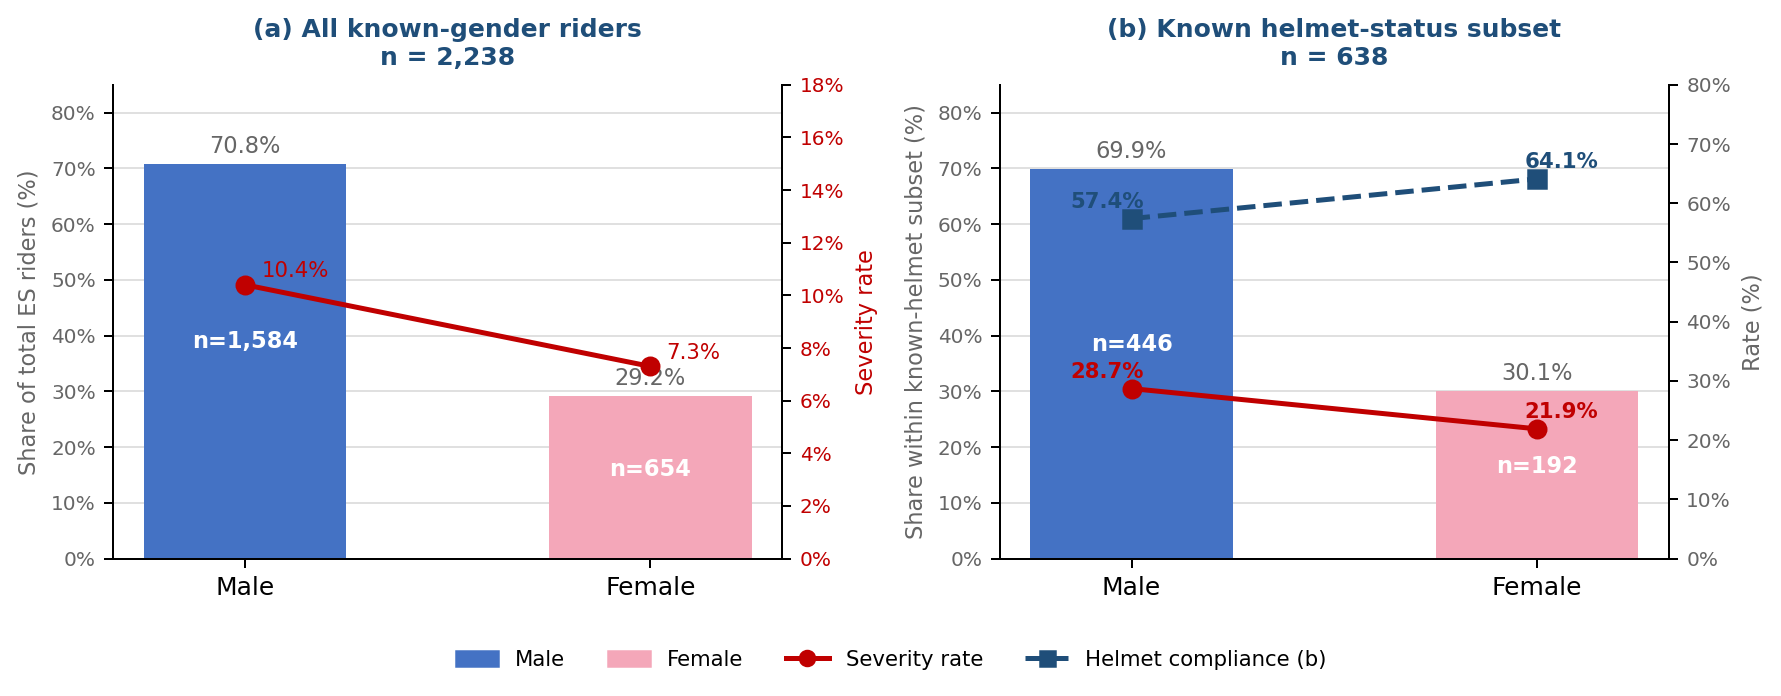 (a) All known-gender riders
n = 2,238
Share of total ES riders (%)
80%
70%
60%
50%
40%
30%
20%
10%
0%
70.8%
10.4%
n=1,584
7.3%
29.2%
n=654
Male
Female
18%
16%
14%
12%
10%
8%
6%
4%
2%
0%
Severity rate
(b) Known helmet-status subset
n = 638
Share within known-helmet subset (%)
80%
70%
60%
50%
40%
30%
20%
10%
0%
69.9%
57.4%
64.1%
n=446
28.7%
30.1%
21.9%
n=192
Male
Female
80%
70%
60%
50%
40%
30%
20%
10%
0%
Rate (%)
Male
Female
Severity rate
Helmet compliance (b)